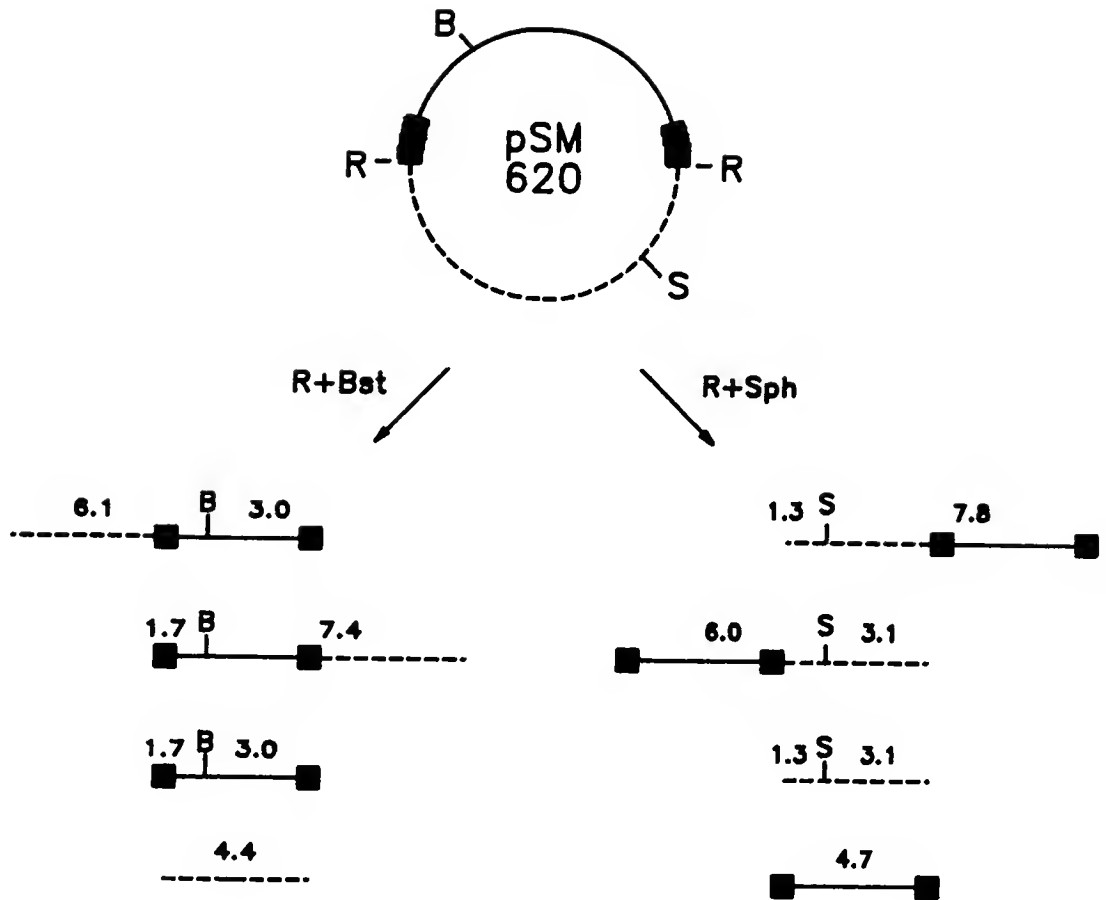 B
pSM
620
R
R
S
R+Bst
R+Sph
6.1 B 3.0
1.3 S 7.8
1.7 B 7.4
6.0 S 3.1
1.7 B 3.0
1.3 S 3.1
4.4
4.7